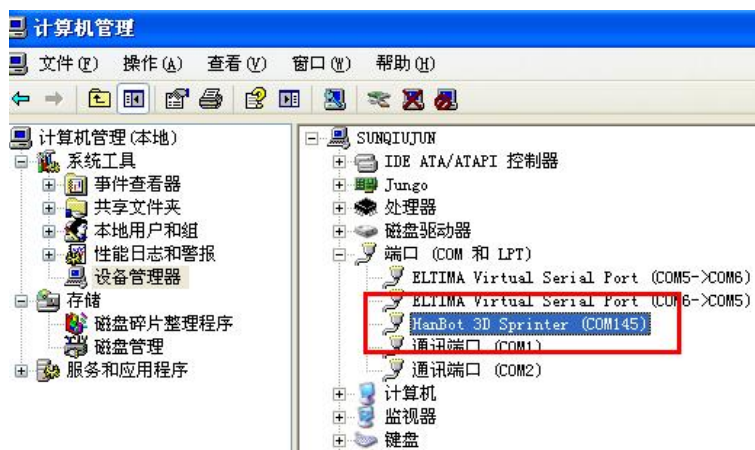 计算机管理
文件(F) 操作(A) 查看(V) 窗口(W) 帮助(H)
计算机管理(本地)
系统工具
事件查看器
共享文件夹
本地用户和组
性能日志和警报
设备管理器
存储
磁盘碎片整理程序
磁盘管理
服务和应用程序
SUNQIUJUN
IDE ATA/ATAPI 控制器
Jungo
处理器
磁盘驱动器
端口 (COM 和 LPT)
ELTIMA Virtual Serial Port (COM5->COM6)
ELTIMA Virtual Serial Port (COM6->COM5)
HanBot 3D Sprinter (COM145)
通讯端口 (COM1)
通讯端口 (COM2)
计算机
监视器
键盘